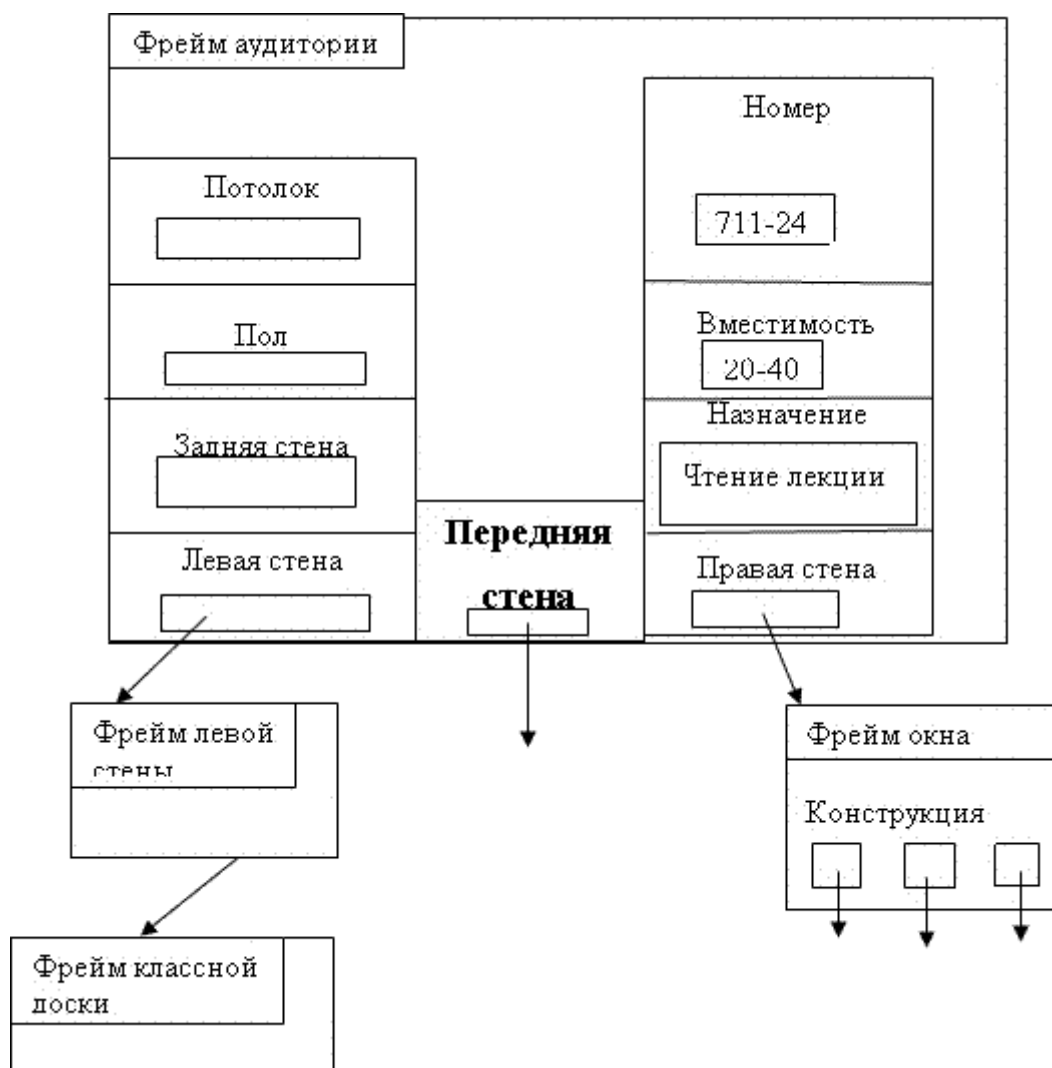 Фрейм аудитории
Номер
711-24
Потолок
Пол
Вместимость
20-40
Задняя стена
Назначение
Чтение лекции
Левая стена
Передняя
стена
Правая стена
Фрейм левой
стены
Фрейм окна
Конструкция
Фрейм классной
доски